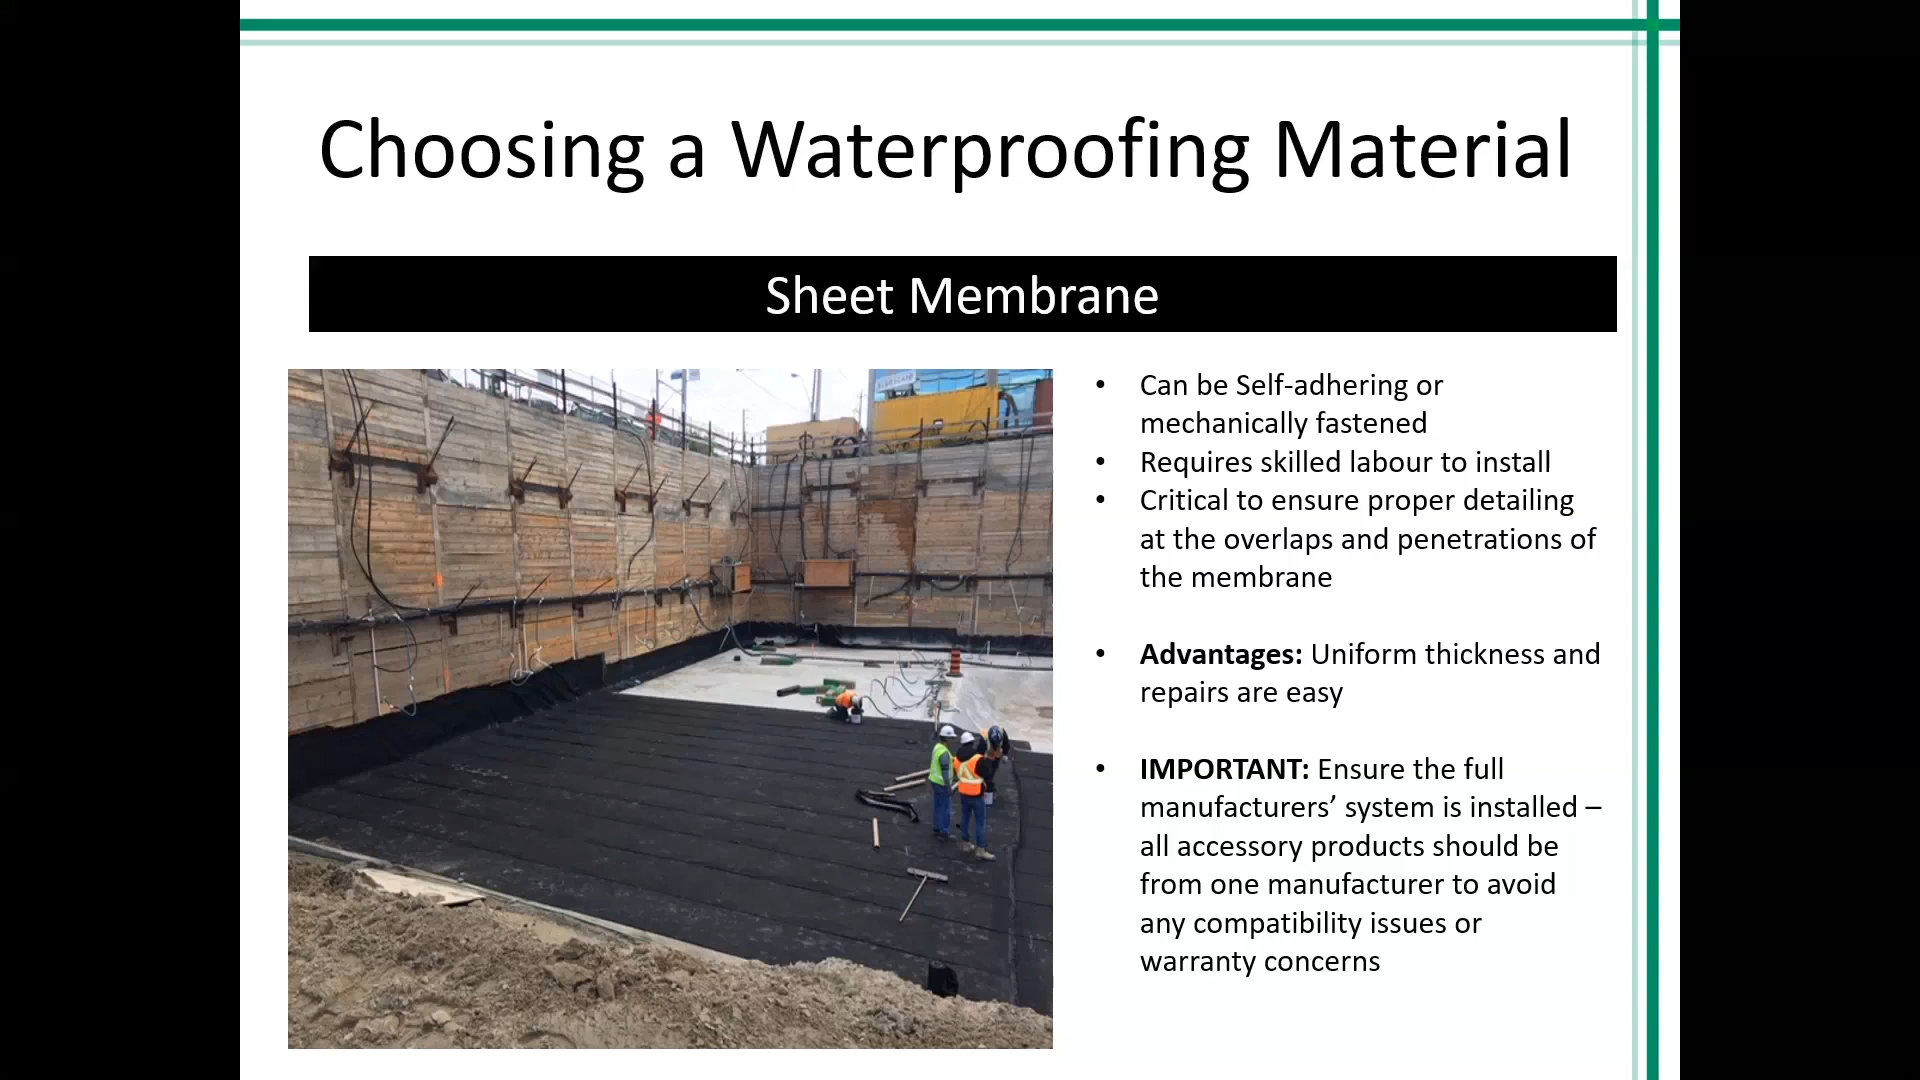 Choosing a Waterproofing Material
Sheet Membrane
• Can be Self-adhering or
mechanically fastened
• Requires skilled labour to install
• Critical to ensure proper detailing
at the overlaps and penetrations of
the membrane
• Advantages: Uniform thickness and
repairs are easy
• IMPORTANT: Ensure the full
manufacturers’ system is installed –
all accessory products should be
from one manufacturer to avoid
any compatibility issues or
warranty concerns